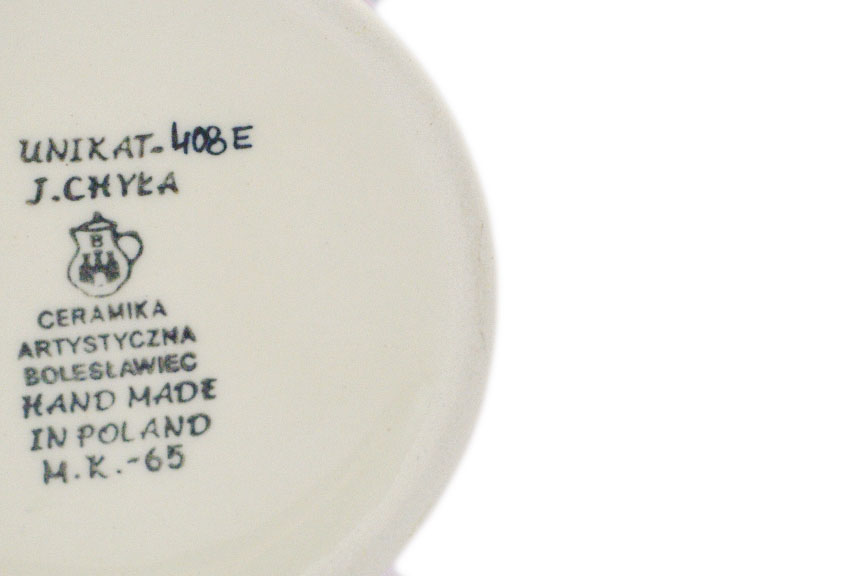 UNIKAT-408E
J.CHYŁA
B
CERAMIKA
ARTYSTYCZNA
BOLESŁAWIEC
HAND MADE
IN POLAND
M.K.-65